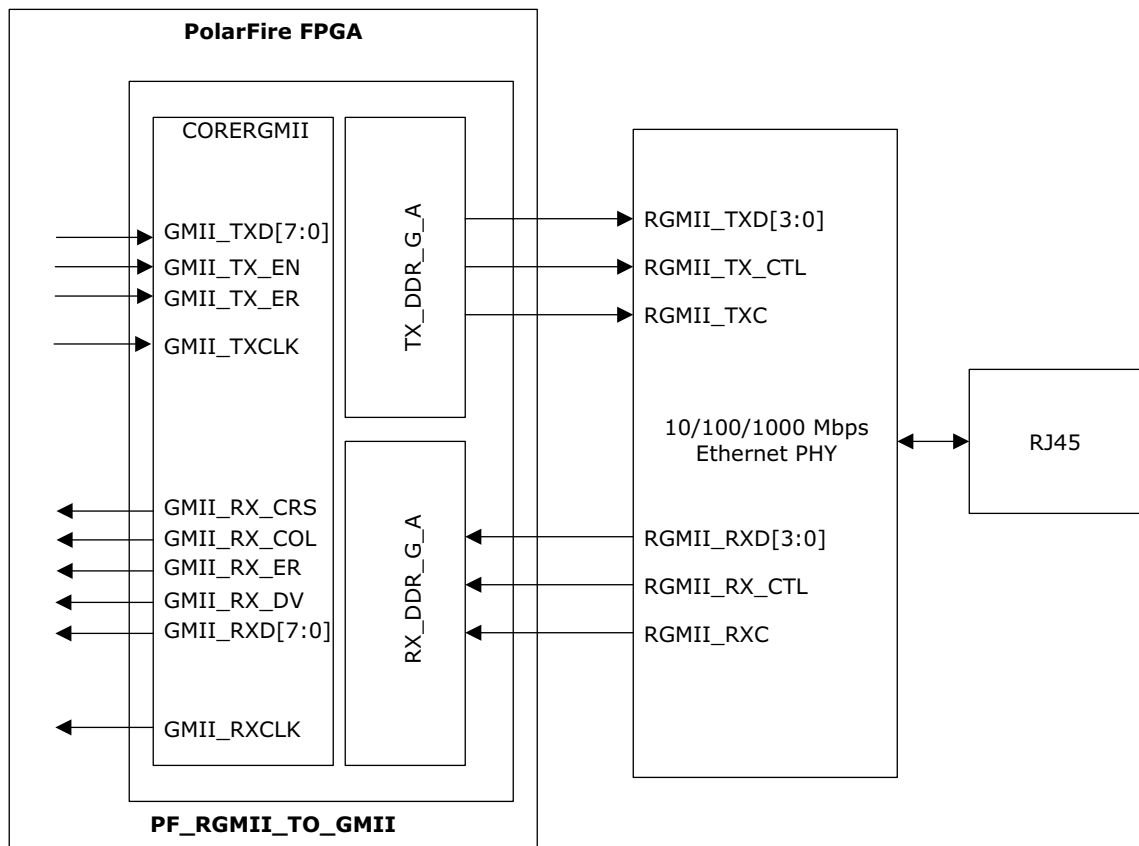 PolarFire FPGA
CORERGMII
GMII_TXD[7:0]
GMII_TX_EN
GMII_TX_ER
GMII_TXCLK
GMII_RX_CRS
GMII_RX_COL
GMII_RX_ER
GMII_RX_DV
GMII_RXD[7:0]
GMII_RXCLK
TX_DDR_G_A
RX_DDR_G_A
PF_RGMII_TO_GMII
RGMII_TXD[3:0]
RGMII_TX_CTL
RGMII_TXC
10/100/1000 Mbps
Ethernet PHY
RGMII_RXD[3:0]
RGMII_RX_CTL
RGMII_RXC
RJ45